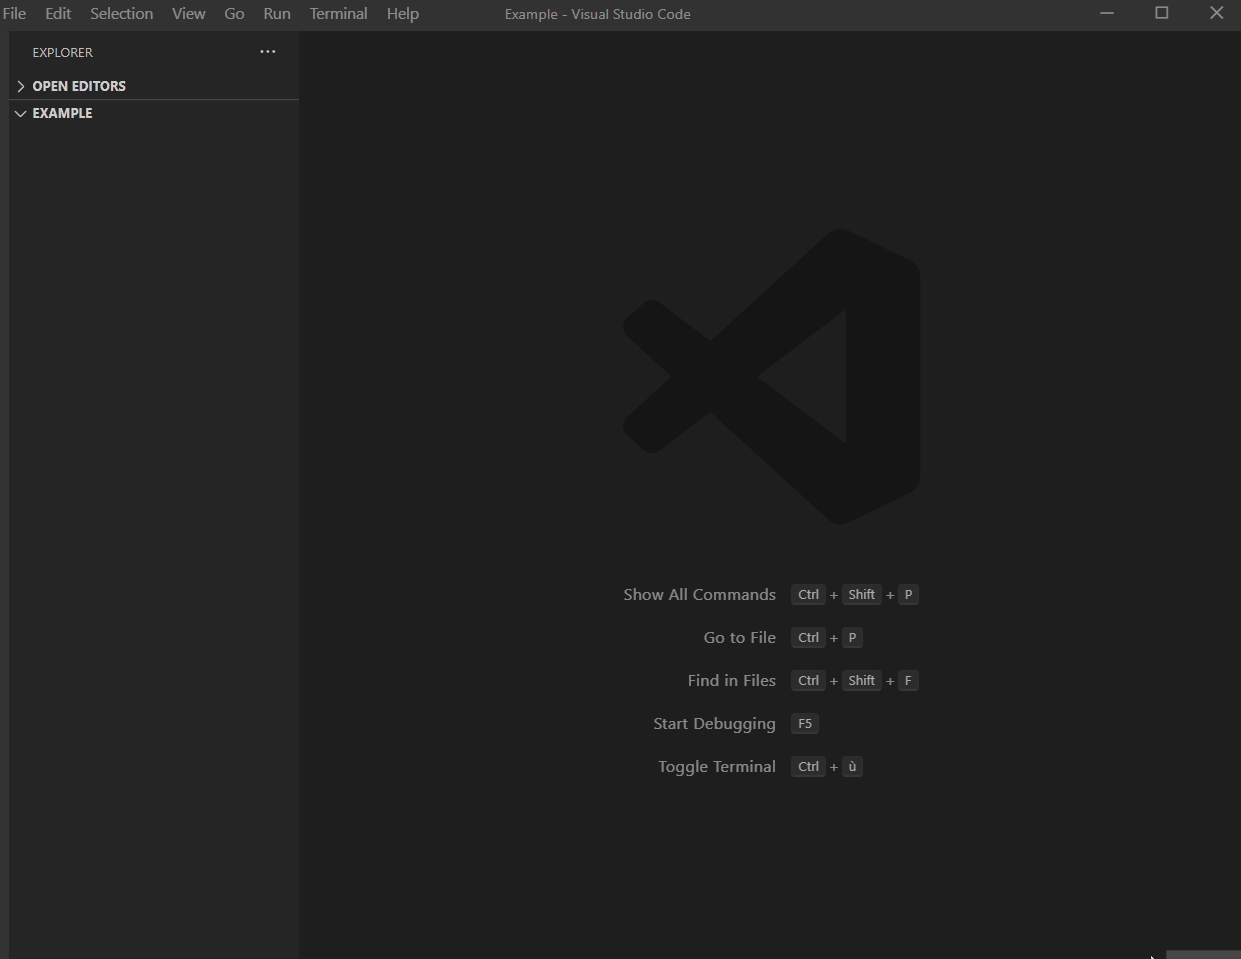 File Edit Selection View Go Run Terminal Help Example - Visual Studio Code
EXPLORER ...
OPEN EDITORS
EXAMPLE
Show All Commands Ctrl + Shift + P
Go to File Ctrl + P
Find in Files Ctrl + Shift + F
Start Debugging F5
Toggle Terminal Ctrl + ù